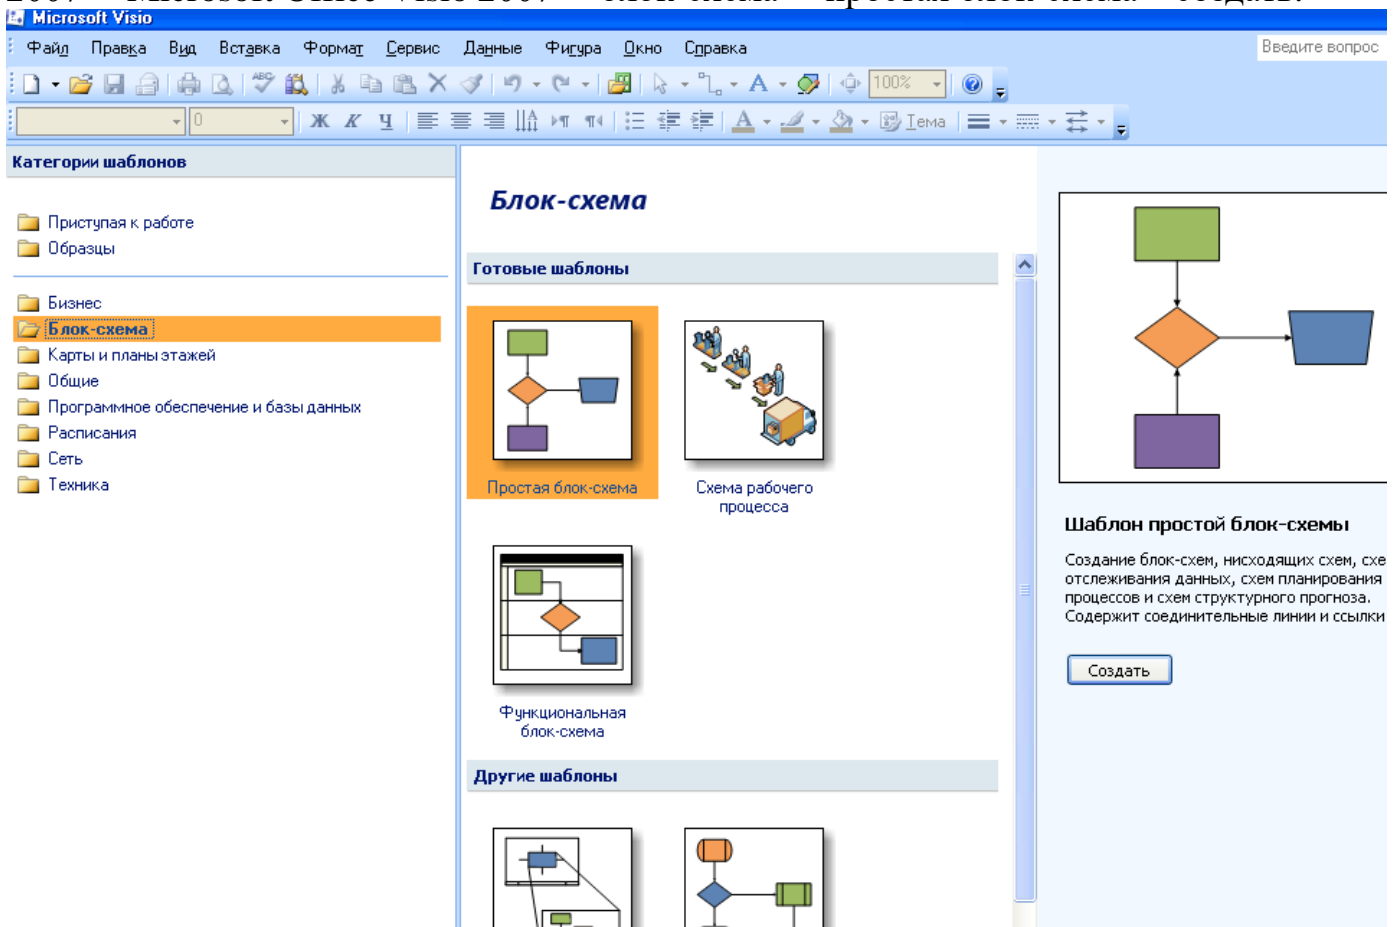 Microsoft Visio
Файл Правка Вид Вставка Формат Сервис Данные Фигура Окно Справка
Введите вопрос
100%
0
Ж К Ч
Тема
Категории шаблонов
Приступая к работе
Образцы
Бизнес
Блок-схема
Карты и планы этажей
Общие
Программное обеспечение и базы данных
Расписания
Сеть
Техника
Блок-схема
Готовые шаблоны
Простая блок-схема
Схема рабочего
процесса
Функциональная
блок-схема
Другие шаблоны
Шаблон простой блок-схемы
Создание блок-схем, нисходящих схем, схе
отслеживания данных, схем планирования
процессов и схем структурного прогноза.
Содержит соединительные линии и ссылки
Создать